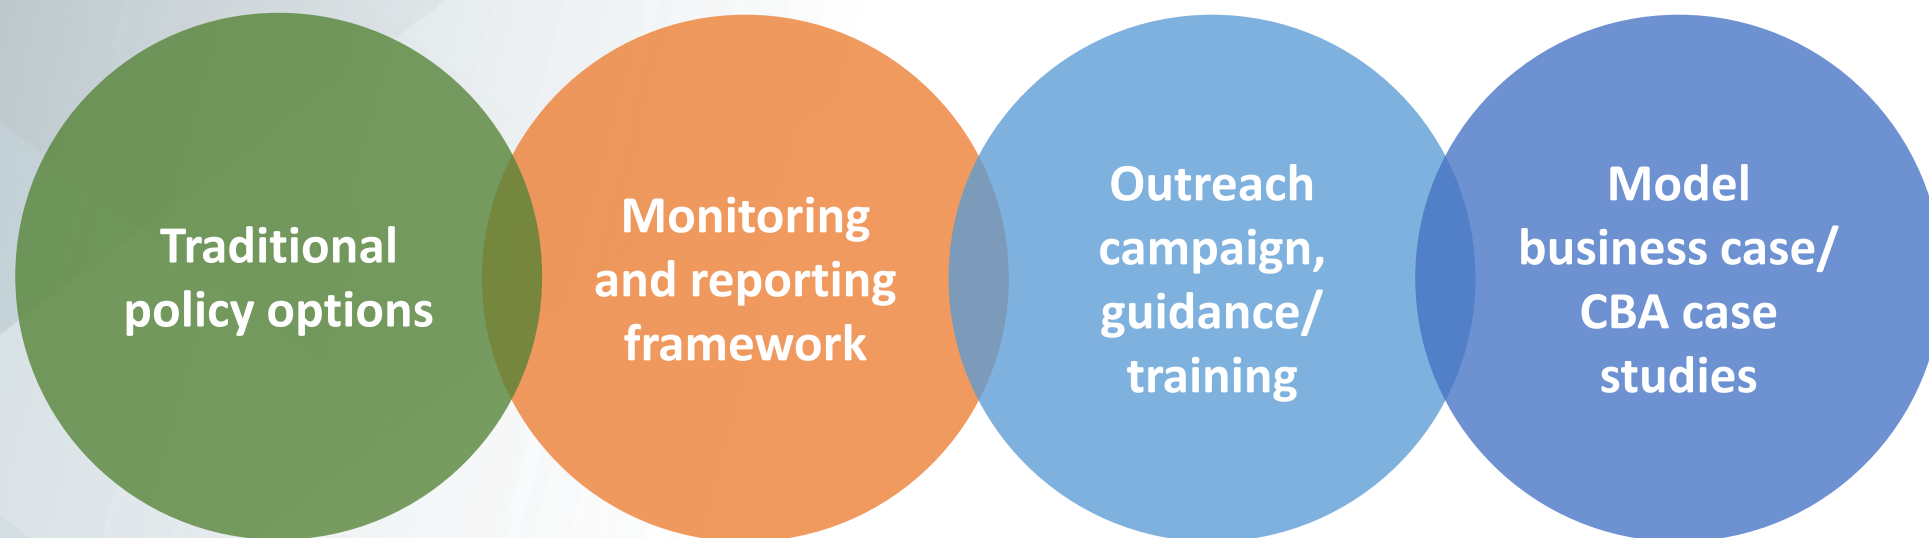 Traditional
policy options
Monitoring
and reporting
framework
Outreach
campaign,
guidance/
training
Model
business case/
CBA case
studies